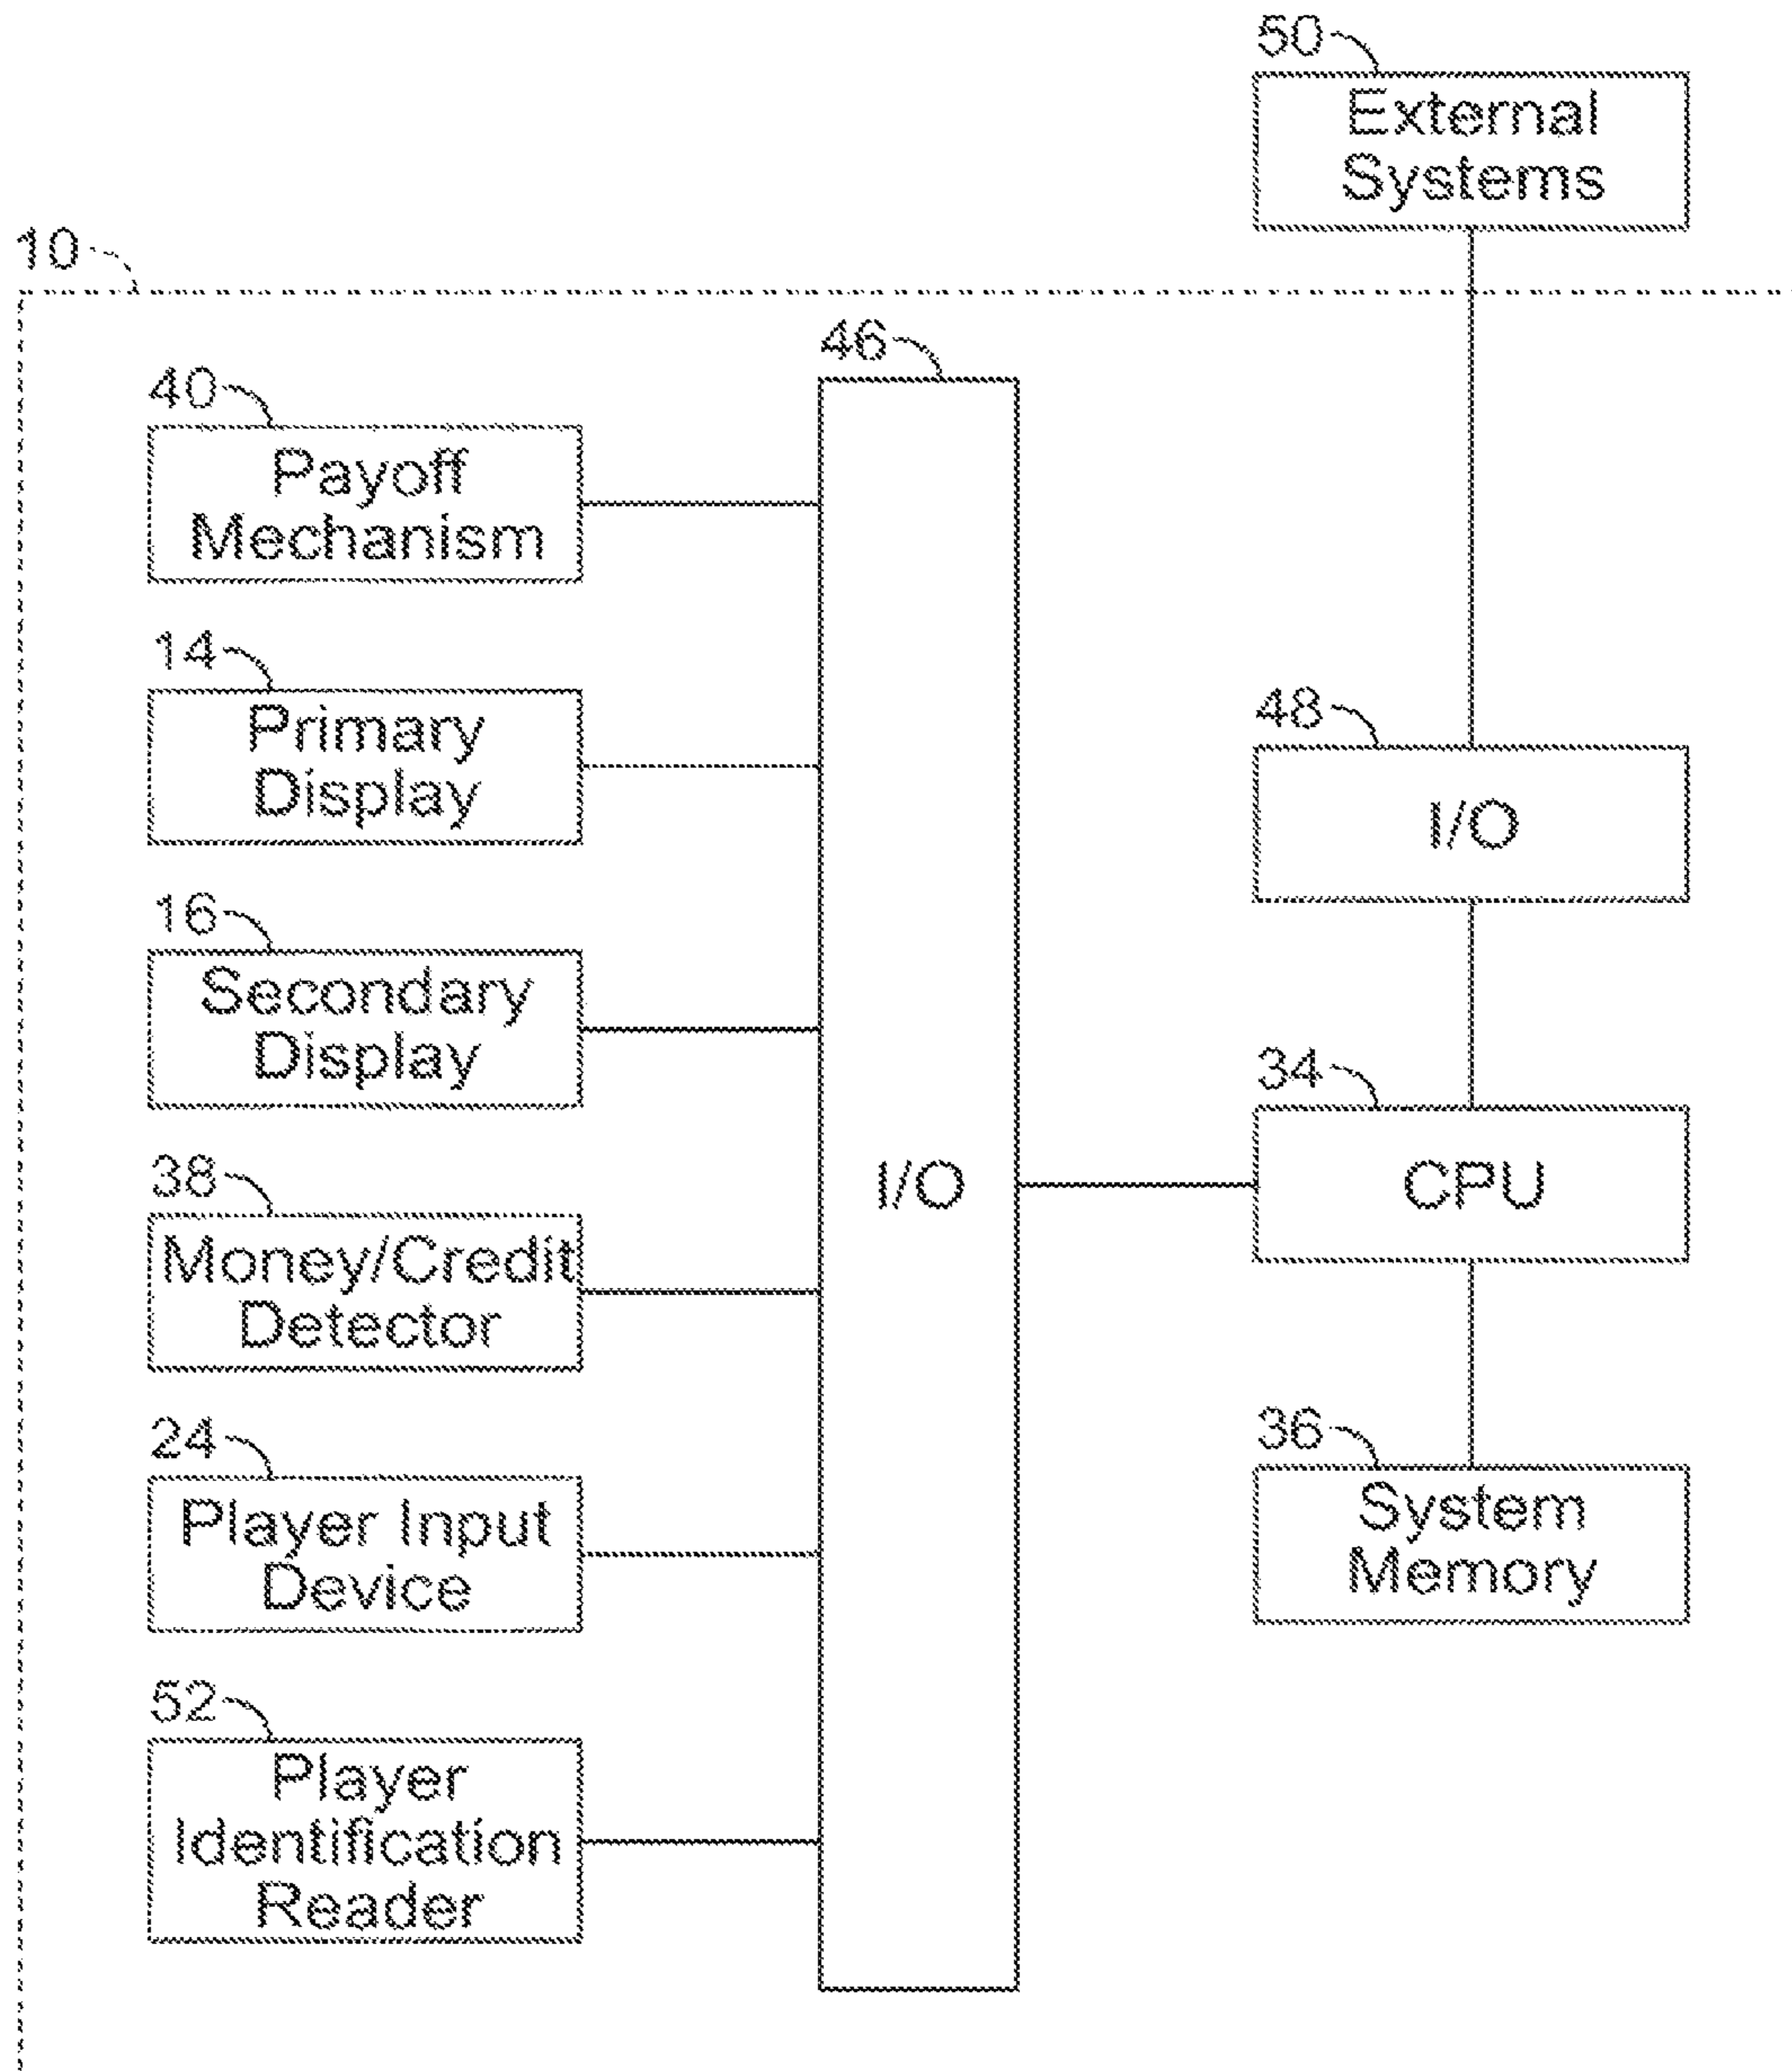 50
External
Systems
10
46
40
Payoff
Mechanism
14
Primary
Display
48
I/O
16
Secondary
Display
34
CPU
38
Money/Credit
Detector
I/O
24
Player Input
Device
36
System
Memory
52
Player
Identification
Reader